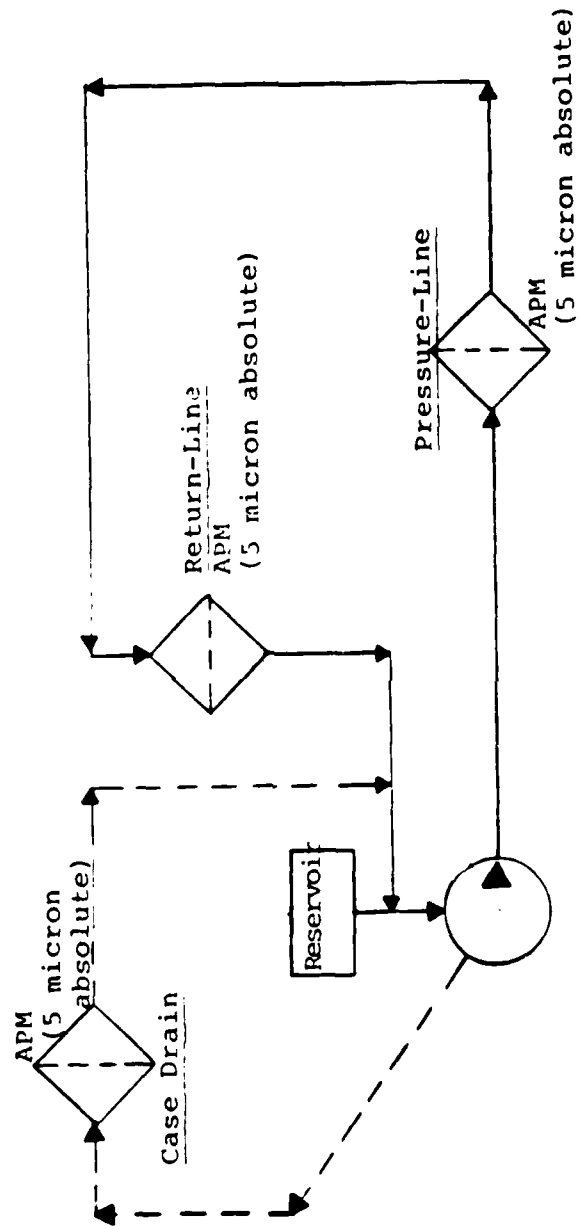 APM
(5 micron
absolute)
Case Drain
Return-Line
APM
(5 micron absolute)
Reservoir
Pressure-Line
APM
(5 micron absolute)